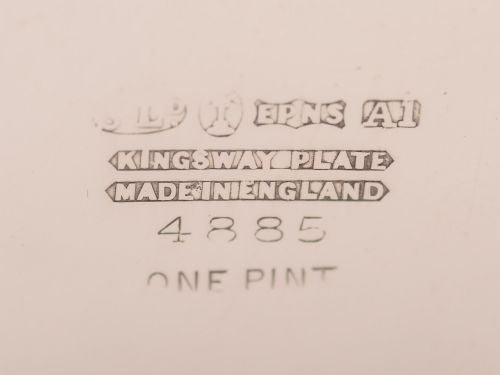 I EPNS A1
KINGSWAY PLATE
MADE IN ENGLAND
4885
ONE PINT